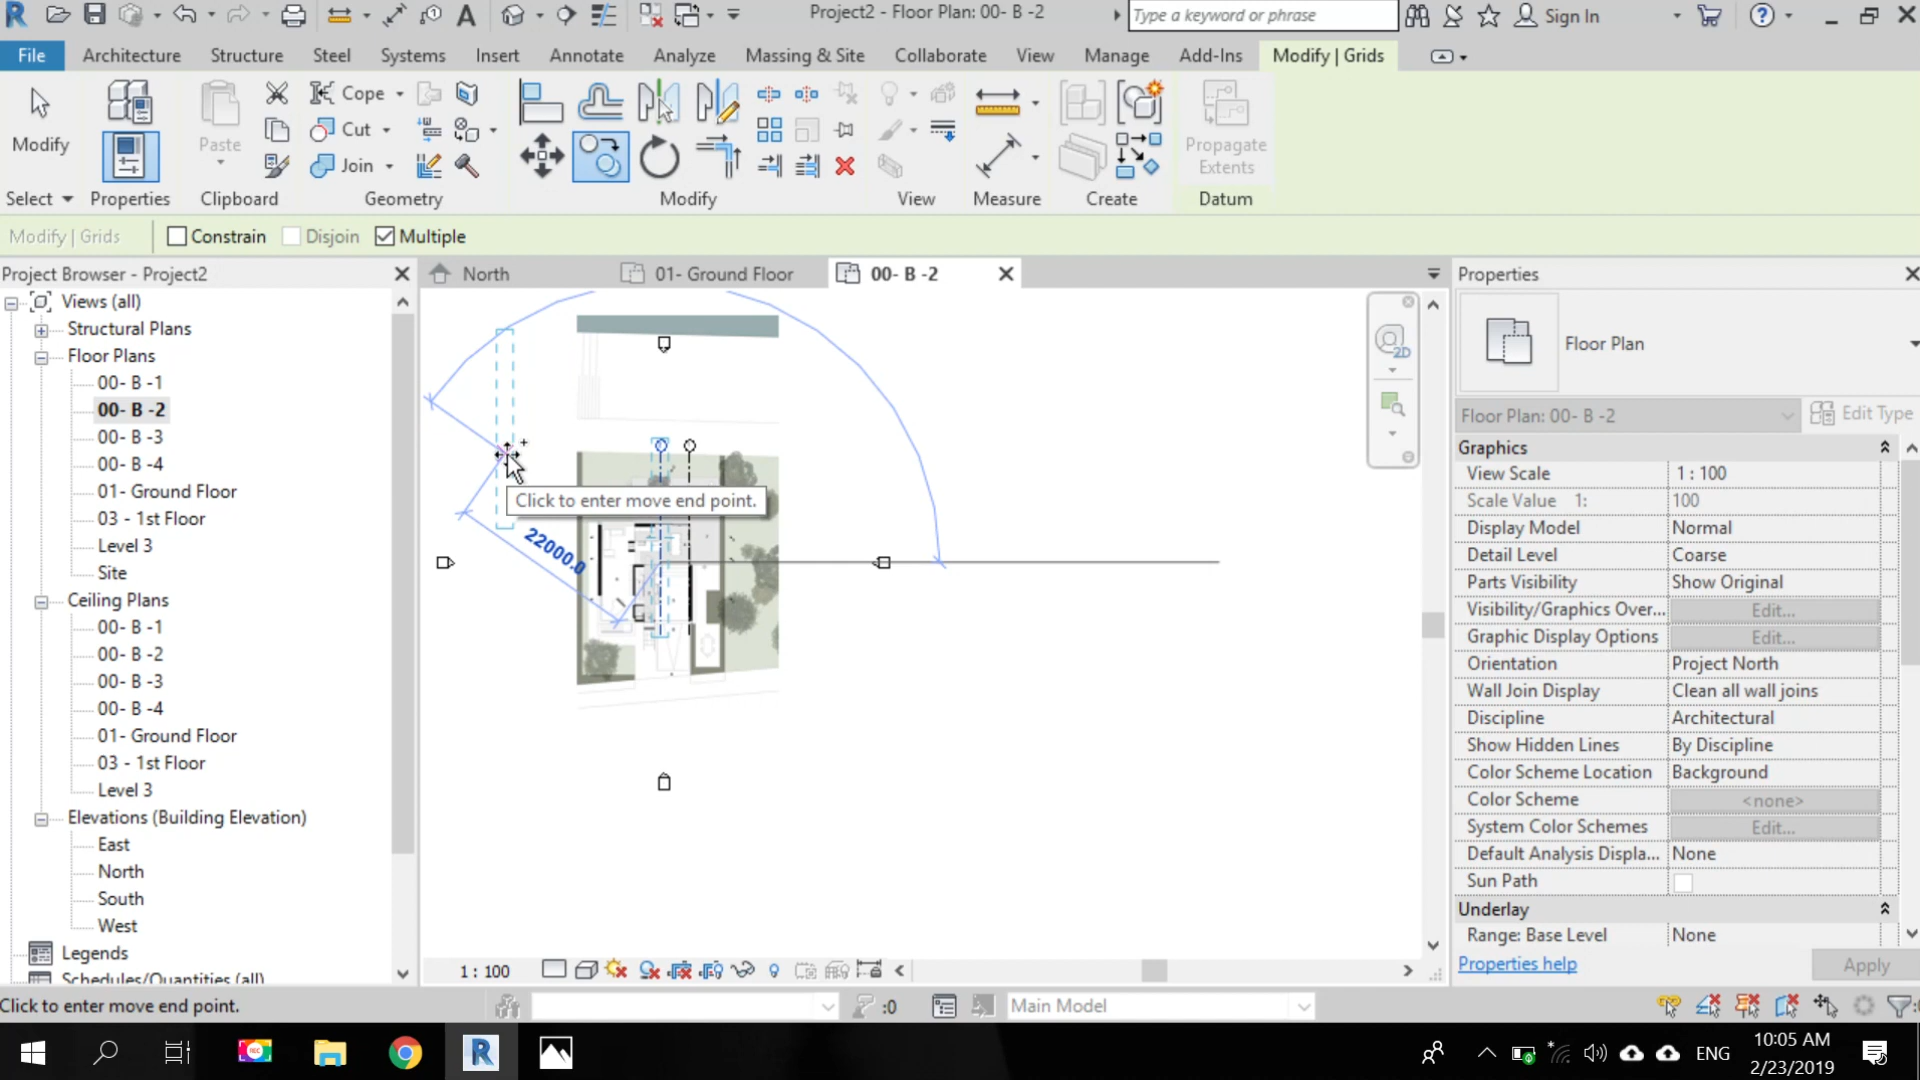 Project2 - Floor Plan: 00- B -2
Type a keyword or phrase
Sign In
File
Architecture
Structure
Steel
Systems
Insert
Annotate
Analyze
Massing & Site
Collaborate
View
Manage
Add-Ins
Modify | Grids
Modify
Paste
Cope
Cut
Join
Propagate
Extents
Select
Properties
Clipboard
Geometry
Modify
View
Measure
Create
Datum
Modify | Grids
Constrain
Disjoin
Multiple
Project Browser - Project2
North
01- Ground Floor
00- B -2
Properties
Views (all)
Structural Plans
Floor Plans
00- B -1
00- B -2
00- B -3
00- B -4
01- Ground Floor
03 - 1st Floor
Level 3
Site
Ceiling Plans
00- B -1
00- B -2
00- B -3
00- B -4
01- Ground Floor
03 - 1st Floor
Level 3
Elevations (Building Elevation)
East
North
South
West
Legends
Schedules/Quantities (all)
Click to enter move end point.
22000.0
2D
Floor Plan
Floor Plan: 00- B -2
Edit Type
Graphics
View Scale 1 : 100
Scale Value 1: 100
Display Model Normal
Detail Level Coarse
Parts Visibility Show Original
Visibility/Graphics Over... Edit...
Graphic Display Options Edit...
Orientation Project North
Wall Join Display Clean all wall joins
Discipline Architectural
Show Hidden Lines By Discipline
Color Scheme Location Background
Color Scheme <none>
System Color Schemes Edit...
Default Analysis Displa... None
Sun Path
Underlay
Range: Base Level None
Properties help
Apply
1 : 100
Click to enter move end point.
:0
Main Model
ENG
10:05 AM
2/23/2019